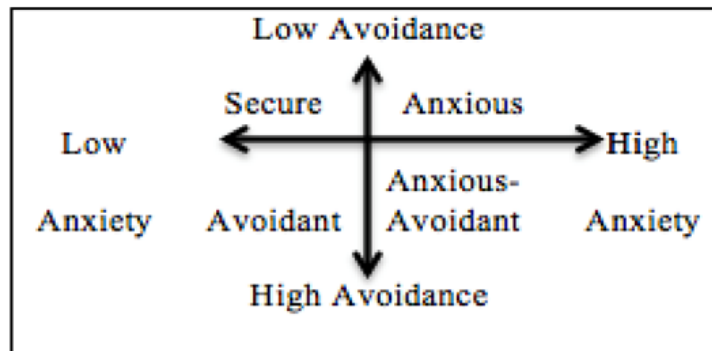 Low Avoidance
Secure Anxious
Low High
Anxious-
Anxiety Avoidant Avoidant Anxiety
High Avoidance